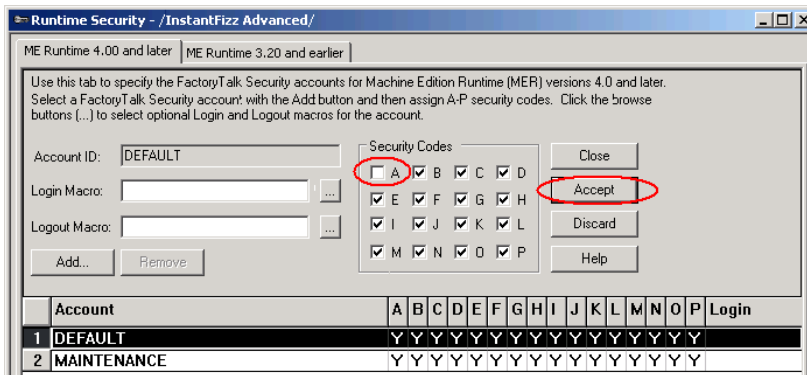 Runtime Security - /InstantFizz Advanced/
ME Runtime 4.00 and later
ME Runtime 3.20 and earlier
Use this tab to specify the FactoryTalk Security accounts for Machine Edition Runtime (MER) versions 4.0 and later.
Select a FactoryTalk Security account with the Add button and then assign A-P security codes. Click the browse
buttons (...) to select optional Login and Logout macros for the account.
Account ID: DEFAULT
Login Macro: ...
Logout Macro: ...
Add... Remove
Security Codes
A B C D
E F G H
I J K L
M N O P
Close
Accept
Discard
Help
Account A B C D E F G H I J K L M N O P Login
1 DEFAULT Y Y Y Y Y Y Y Y Y Y Y Y Y Y Y Y
2 MAINTENANCE Y Y Y Y Y Y Y Y Y Y Y Y Y Y Y Y